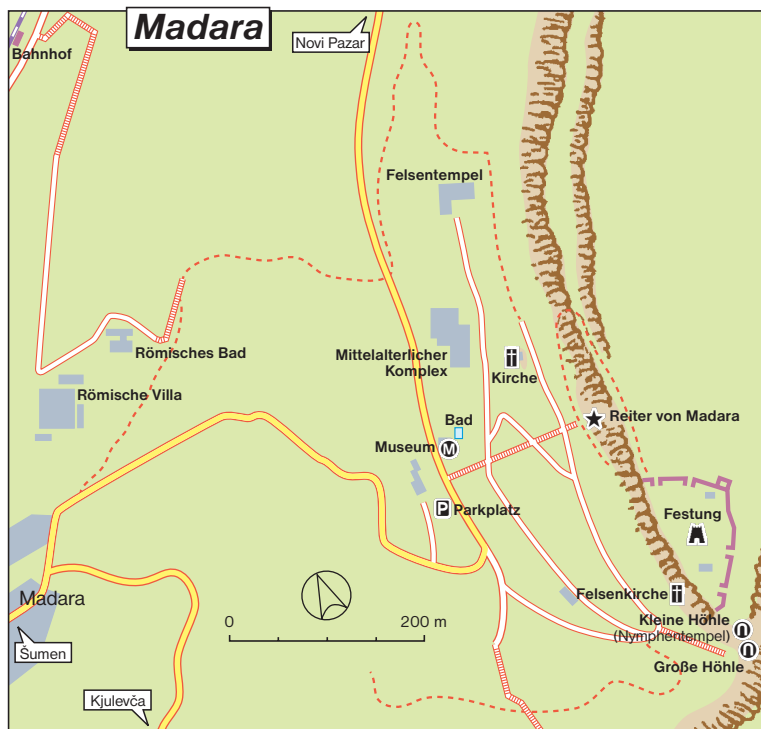 Madara
Novi Pazar
Bahnhof
Felsentempel
Mittelalterlicher
Komplex
Kirche
Römisches Bad
Römische Villa
Reiter von Madara
Bad
Museum
M
P
Parkplatz
Festung
Felsenkirche
Madara
0
200 m
Kleine Höhle
(Nymphentempel)
Große Höhle
Šumen
Kjulevča